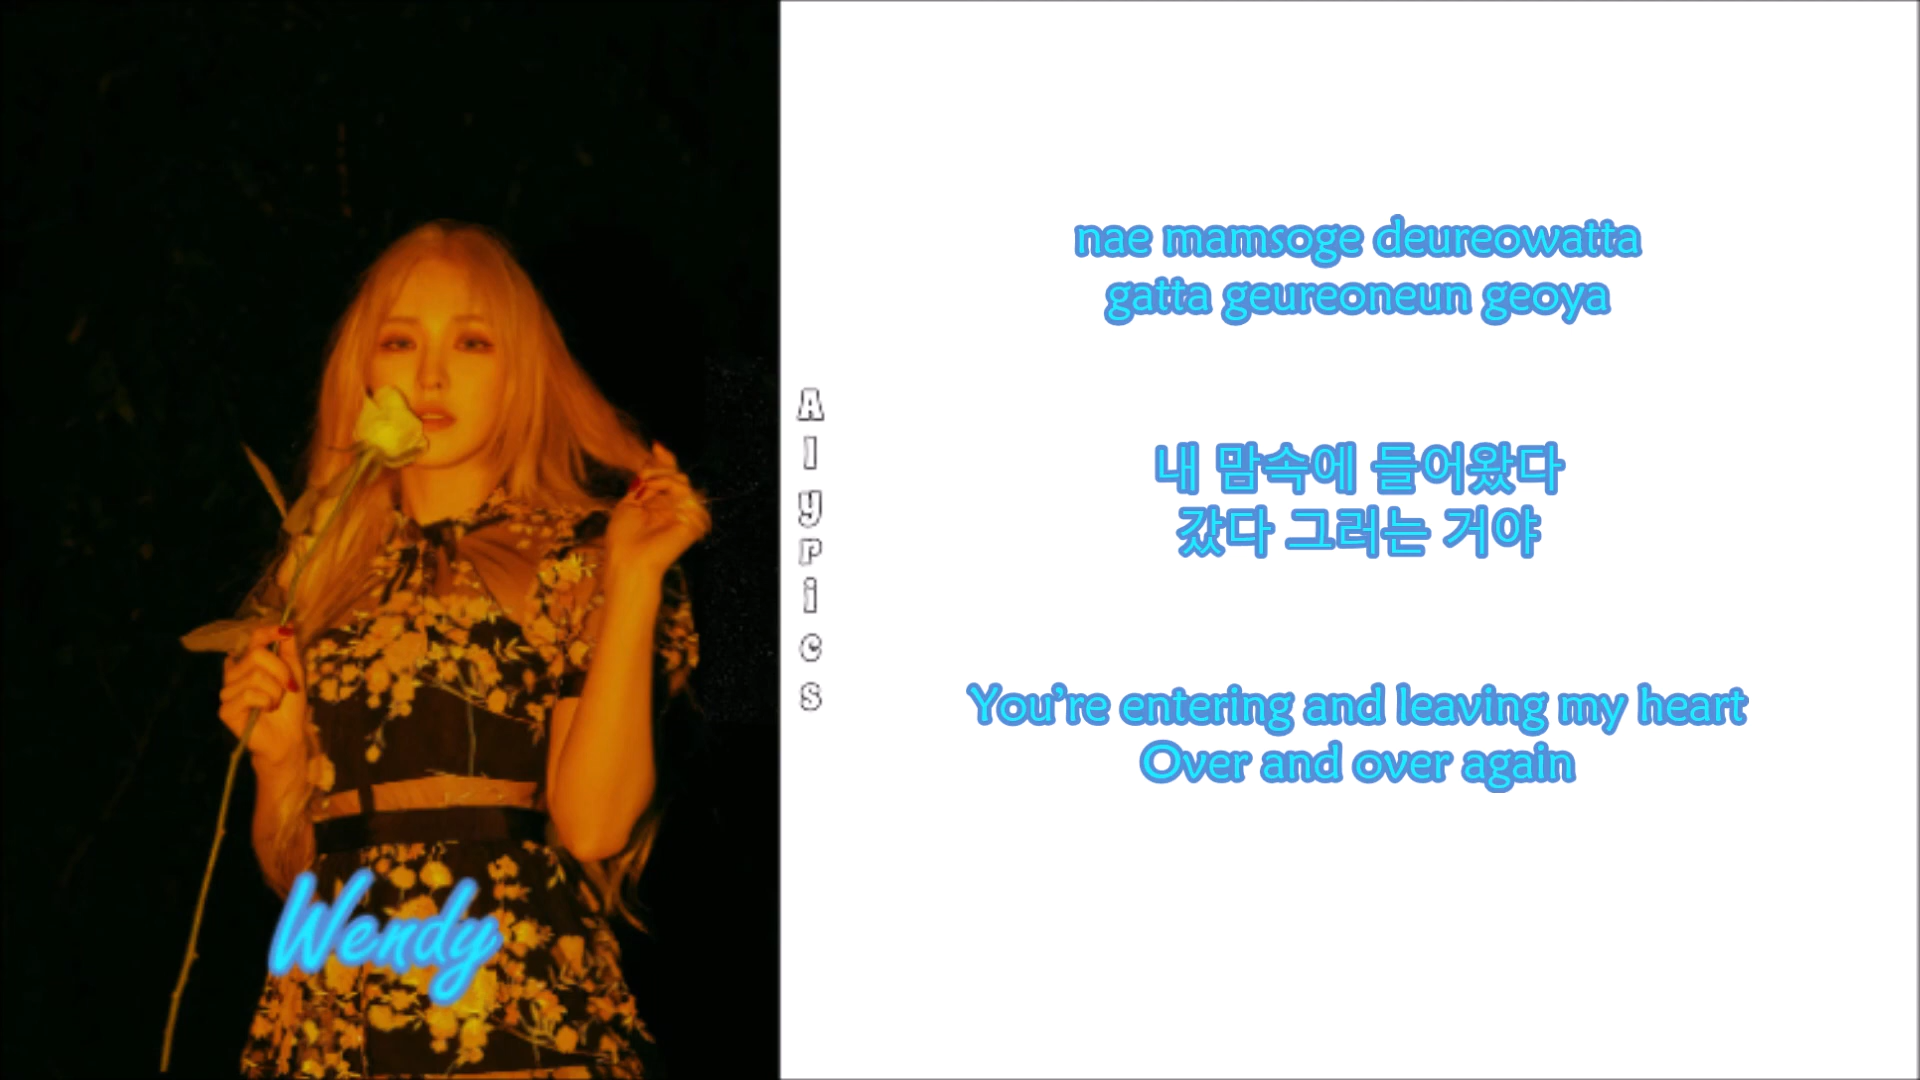 Wendy
Alyrics
nae mamsoge deureowatta
gatta geureoneun geoya
내 맘속에 들어왔다
갔다 그러는 거야
You're entering and leaving my heart
Over and over again